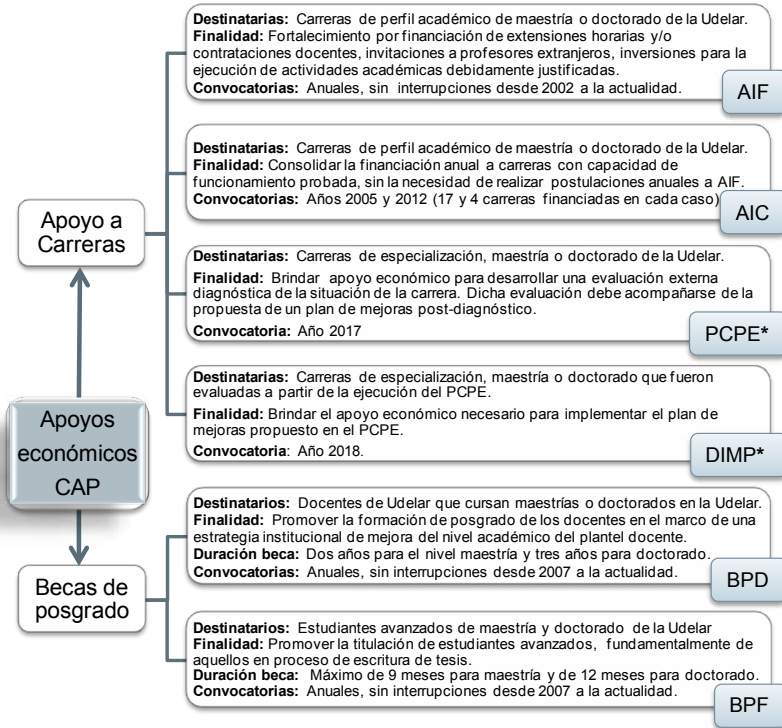 Apoyos
económicos
CAP
Apoyo a
Carreras
Destinatarias: Carreras de perfil académico de maestría o doctorado de la Udelar.
Finalidad: Fortalecimiento por financiación de extensiones horarias y/o
contrataciones docentes, invitaciones a profesores extranjeros, inversiones para la
ejecución de actividades académicas debidamente justificadas.
Convocatorias: Anuales, sin interrupciones desde 2002 a la actualidad.
AIF
Destinatarias: Carreras de perfil académico de maestría o doctorado de la Udelar.
Finalidad: Consolidar la financiación anual a carreras con capacidad de
funcionamiento probada, sin la necesidad de realizar postulaciones anuales a AIF.
Convocatorias: Años 2005 y 2012 (17 y 4 carreras financiadas en cada caso)
AIC
Destinatarias: Carreras de especialización, maestría o doctorado de la Udelar.
Finalidad: Brindar apoyo económico para desarrollar una evaluación externa
diagnóstica de la situación de la carrera. Dicha evaluación debe acompañarse de la
propuesta de un plan de mejoras post-diagnóstico.
Convocatoria: Año 2017
PCPE*
Destinatarias: Carreras de especialización, maestría o doctorado que fueron
evaluadas a partir de la ejecución del PCPE.
Finalidad: Brindar el apoyo económico necesario para implementar el plan de
mejoras propuesto en el PCPE.
Convocatoria: Año 2018.
DIMP*
Becas de
posgrado
Destinatarios: Docentes de Udelar que cursan maestrías o doctorados en la Udelar.
Finalidad: Promover la formación de posgrado de los docentes en el marco de una
estrategia institucional de mejora del nivel académico del plantel docente.
Duración beca: Dos años para el nivel maestría y tres años para doctorado.
Convocatorias: Anuales, sin interrupciones desde 2007 a la actualidad.
BPD
Destinatarios: Estudiantes avanzados de maestría y doctorado de la Udelar
Finalidad: Promover la titulación de estudiantes avanzados, fundamentalmente de
aquellos en proceso de escritura de tesis.
Duración beca: Máximo de 9 meses para maestría y de 12 meses para doctorado.
Convocatorias: Anuales, sin interrupciones desde 2007 a la actualidad.
BPF